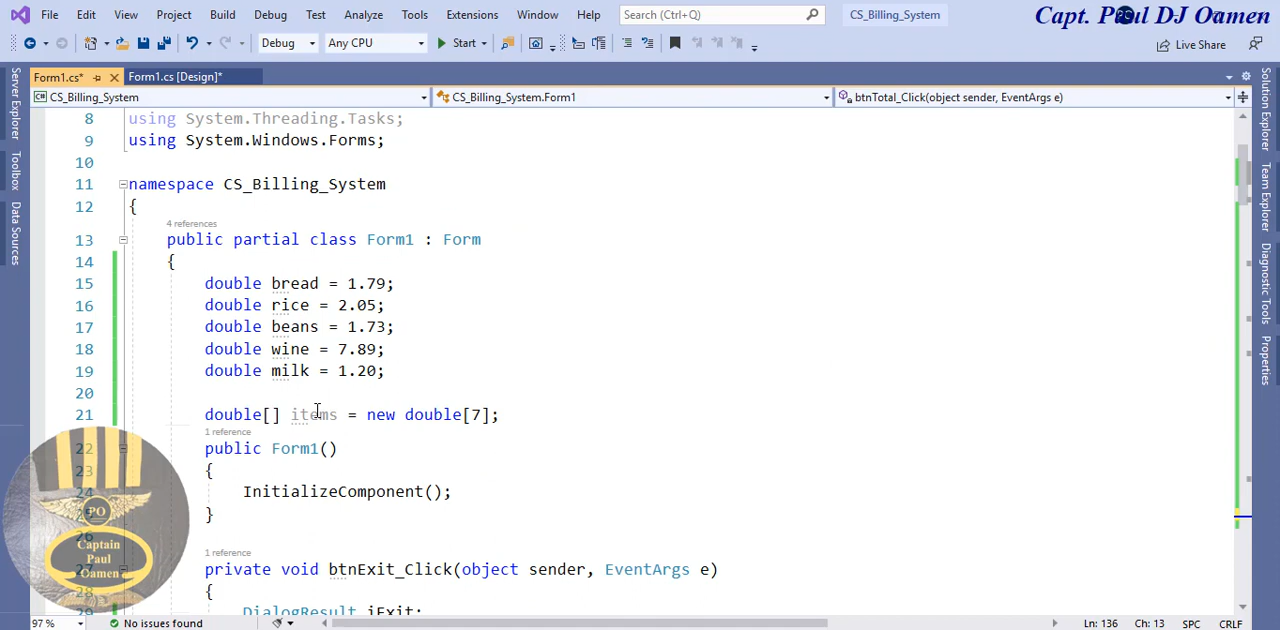 File Edit View Project Build Debug Test Analyze Tools Extensions Window Help Search (Ctrl+Q) CS_Billing_System
Capt. Paul DJ Oamen
Debug Any CPU Start Live Share
Form1.cs* Form1.cs [Design]*
CS_Billing_System CS_Billing_System.Form1 btnTotal_Click(object sender, EventArgs e)
Server Explorer
Toolbox
Data Sources
8 using System.Threading.Tasks;
9 using System.Windows.Forms;
10
11 namespace CS_Billing_System
12 {
4 references
13 public partial class Form1 : Form
14 {
15 double bread = 1.79;
16 double rice = 2.05;
17 double beans = 1.73;
18 double wine = 7.89;
19 double milk = 1.20;
20
21 double[] items = new double[7];
1 reference
22 public Form1()
23 {
24 InitializeComponent();
25 }
26
1 reference
27 private void btnExit_Click(object sender, EventArgs e)
28 {
29 DialogResult iExit;
PO
Captain
Paul
Oamen
Solution Explorer
Team Explorer
Diagnostic Tools
Properties
97 % No issues found Ln: 136 Ch: 13 SPC CRLF